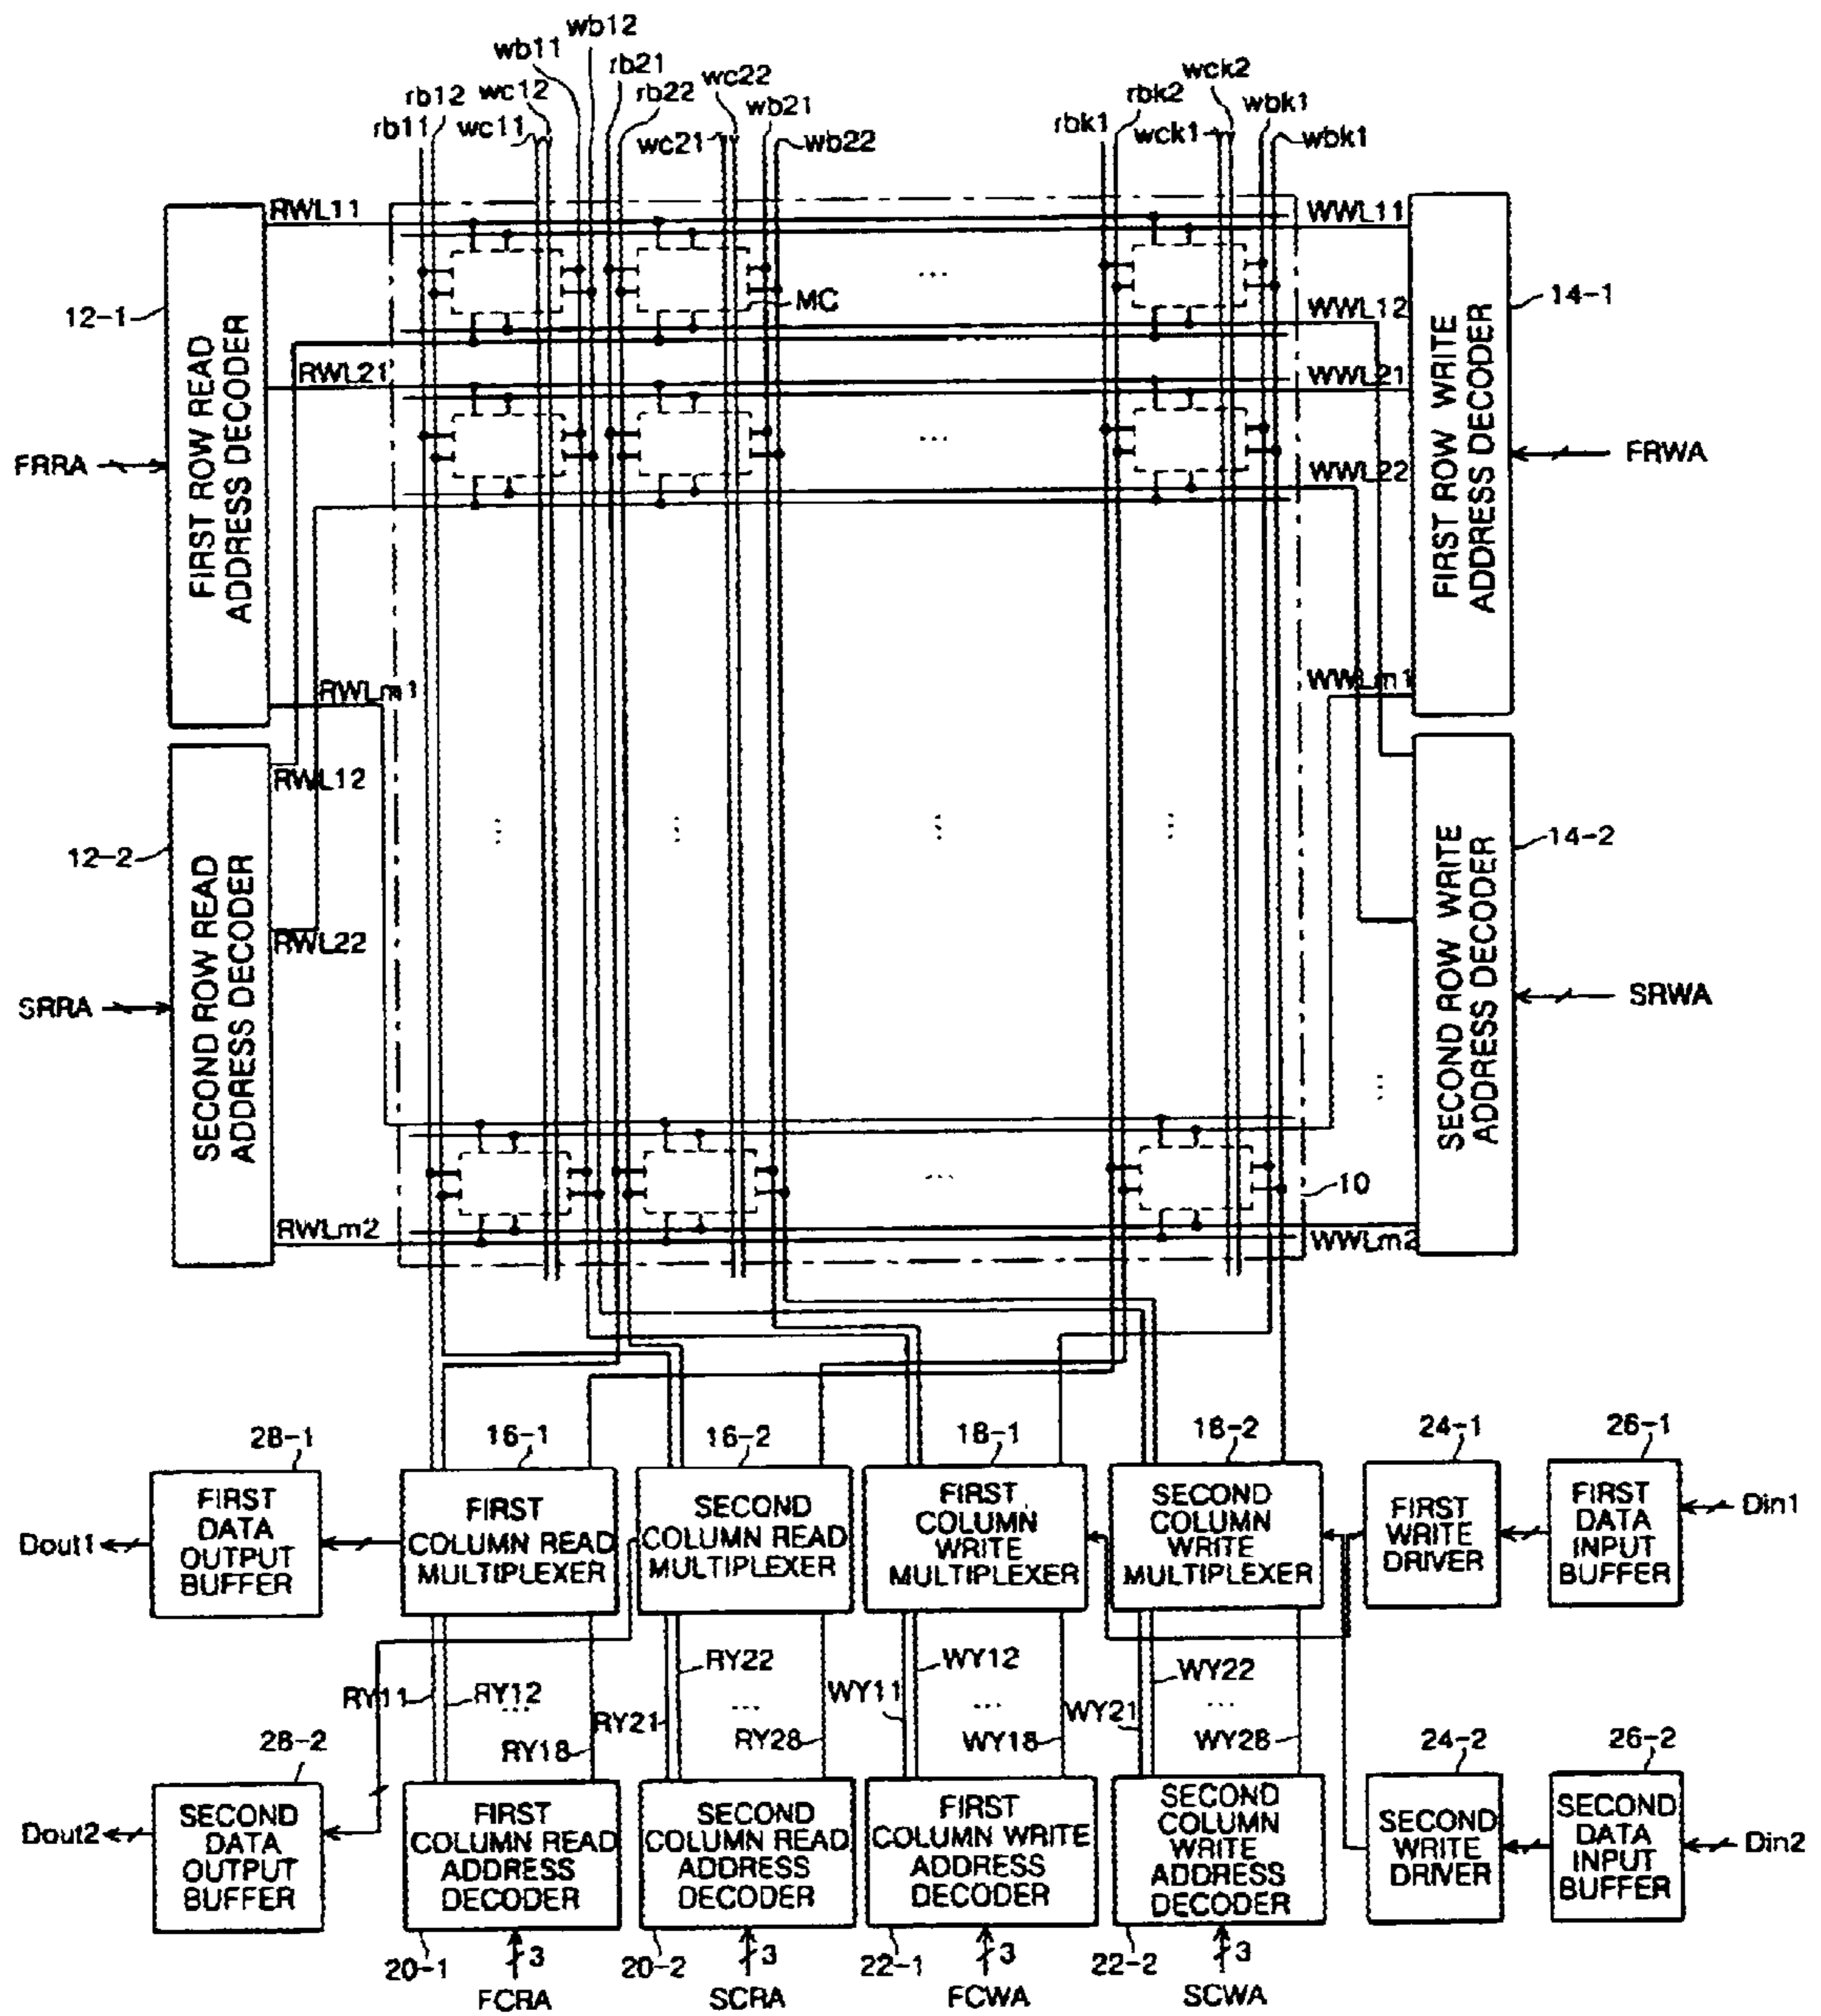 wb12
wb11
rb21
wc22
wck2
rb12
wc12
rb22
wb21
rbk2
wbk1
rb11
wc11
wc21
wb22
rbk1
wck1
wbk1
RWL11
WWL11
12-1
MC
14-1
WWL12
FIRST ROW READ
ADDRESS DECODER
RWL21
WWL21
FIRST ROW WRITE
ADDRESS DECODER
FRRA
FRWA
WWL22
RWLm1
WWLm1
RWL12
12-2
14-2
SECOND ROW READ
ADDRESS DECODER
SECOND ROW WRITE
ADDRESS DECODER
RWL22
SRRA
SRWA
10
RWLm2
WWLm2
28-1
16-1
16-2
18-1
18-2
24-1
26-1
FIRST
DATA
OUTPUT
BUFFER
FIRST
COLUMN READ
MULTIPLEXER
SECOND
COLUMN READ
MULTIPLEXER
FIRST
COLUMN
WRITE
MULTIPLEXER
SECOND
COLUMN
WRITE
MULTIPLEXER
FIRST
WRITE
DRIVER
FIRST
DATA
INPUT
BUFFER
Din1
Dout1
RY11
RY12
RY18
RY21
RY22
RY28
WY11
WY12
WY18
WY21
WY22
WY28
28-2
24-2
26-2
Dout2
SECOND
DATA
OUTPUT
BUFFER
FIRST
COLUMN READ
ADDRESS
DECODER
SECOND
COLUMN READ
ADDRESS
DECODER
FIRST
COLUMN WRITE
ADDRESS
DECODER
SECOND
COLUMN
WRITE
ADDRESS
DECODER
SECOND
WRITE
DRIVER
SECOND
DATA
INPUT
BUFFER
Din2
20-1
3
FCRA
20-2
3
SCRA
22-1
3
FCWA
22-2
3
SCWA